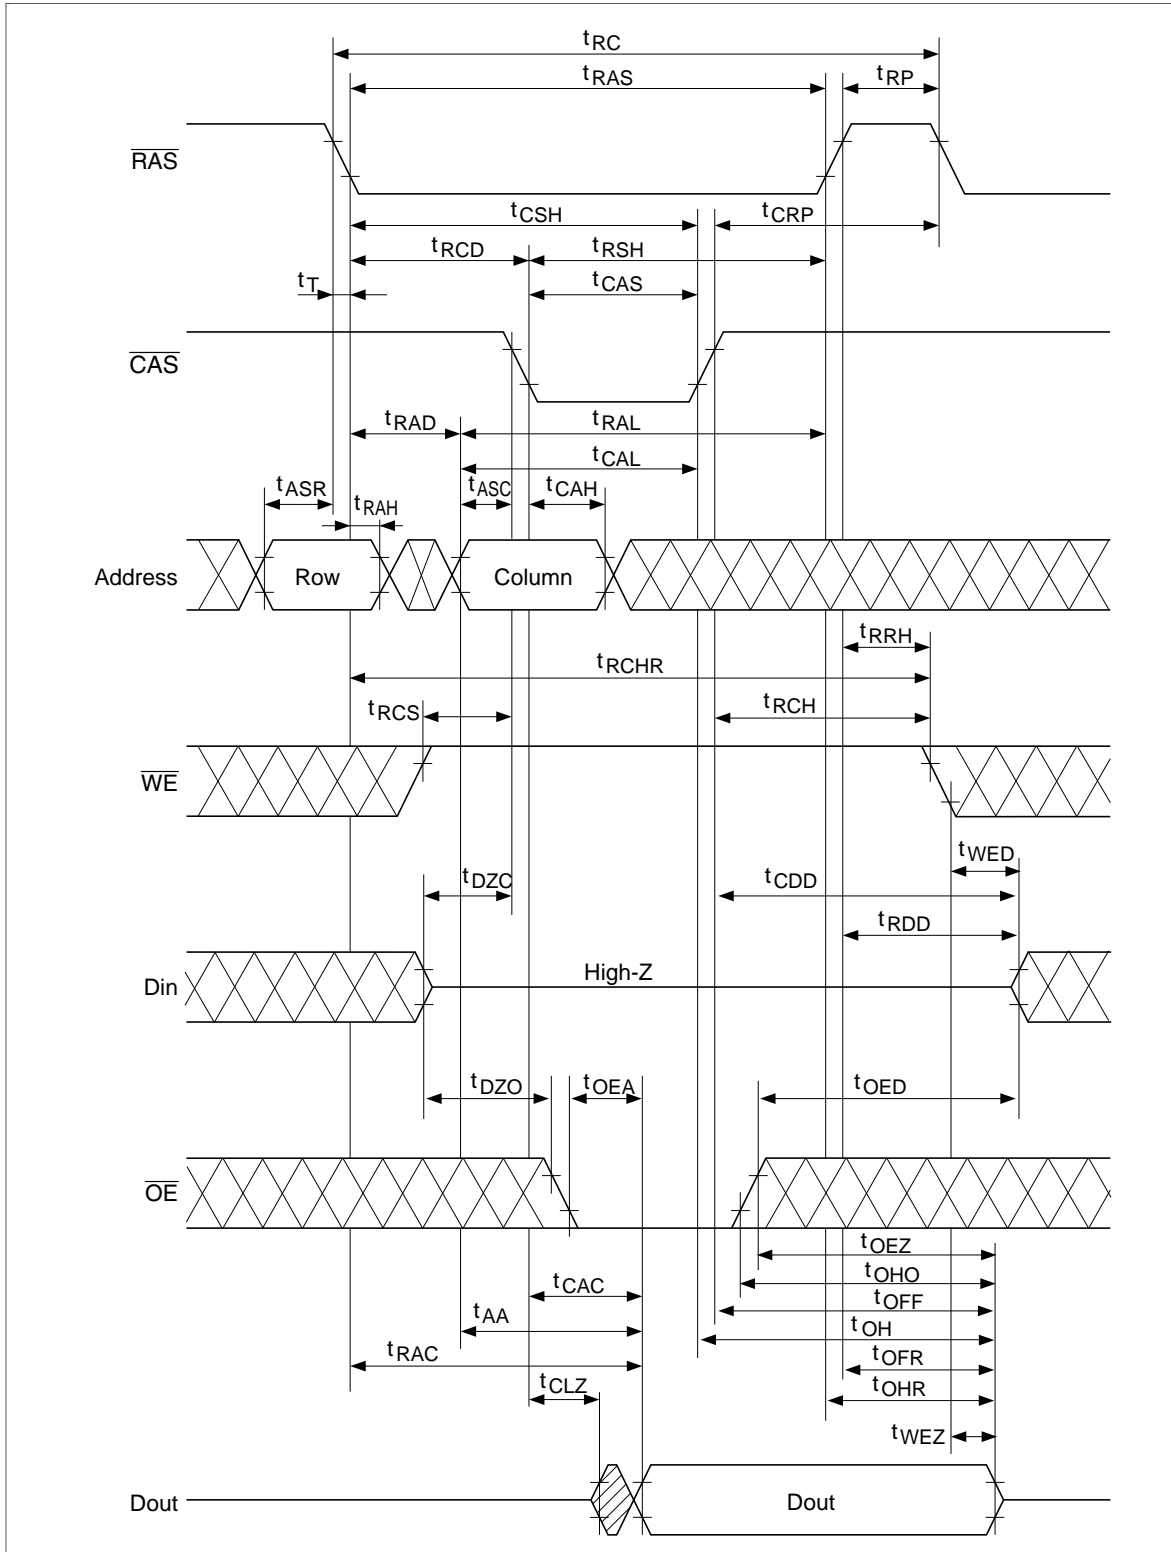 tRC
tRAS tRP
RAS
tCSH tCRP
tRCD tRSH
tT tCAS
CAS
tRAD tRAL
tCAL
tASR tASC tCAH
tRAH
Address Row Column
tRRH
tRCHR
tRCS tRCH
WE
tWED
tDZC tCDD
tRDD
High-Z
Din
tDZO tOEA tOED
OE
tOEZ
tOHO
tCAC tOFF
tAA tOH
tRAC tOFR
tCLZ tOHR
tWEZ
Dout Dout